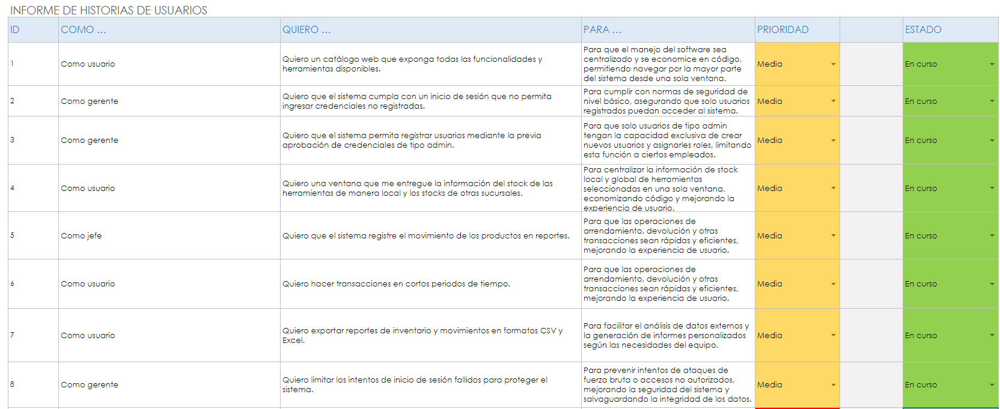 INFORME DE HISTORIAS DE USUARIOS
ID
COMO ...
QUIERO ...
PARA ...
PRIORIDAD
ESTADO
1
Como usuario
Quiero un catálogo web que exponga todas las funcionalidades y
herramientas disponibles.
Para que el manejo del software sea
centralizado y se economice en código,
permitiendo navegar por la mayor parte
del sistema desde una sola ventana.
Media
En curso
2
Como gerente
Quiero que el sistema cumpla con un inicio de sesión que no permita
ingresar credenciales no registradas.
Para cumplir con normas de seguridad de
nivel básico, asegurando que solo usuarios
registrados puedan acceder al sistema.
Media
En curso
3
Como gerente
Quiero que el sistema permita registrar usuarios mediante la previa
aprobación de credenciales de tipo admin.
Para que solo usuarios de tipo admin
tengan la capacidad exclusiva de crear
nuevos usuarios y asignarles roles, limitando
esta función a ciertos empleados.
Media
En curso
4
Como usuario
Quiero una ventana que me entregue la información del stock de las
herramientas de manera local y los stocks de otras sucursales.
Para centralizar la información de stock
local y global de herramientas
seleccionadas en una sola ventana,
economizando código y mejorando la
experiencia de usuario.
Media
En curso
5
Como jefe
Quiero que el sistema registre el movimiento de los productos en reportes.
Para que las operaciones de
arrendamiento, devolución y otras
transacciones sean rápidas y eficientes,
mejorando la experiencia de usuario.
Media
En curso
6
Como usuario
Quiero hacer transacciones en cortos periodos de tiempo.
Para que las operaciones de
arrendamiento, devolución y otras
transacciones sean rápidas y eficientes,
mejorando la experiencia de usuario.
Media
En curso
7
Como usuario
Quiero exportar reportes de inventario y movimientos en formatos CSV y
Excel.
Para facilitar el análisis de datos externos y
la generación de informes personalizados
según las necesidades del equipo.
Media
En curso
8
Como gerente
Quiero limitar los intentos de inicio de sesión fallidos para proteger el
sistema.
Para prevenir intentos de ataques de
fuerza bruta o accesos no autorizados,
mejorando la seguridad del sistema y
salvaguardando la integridad de los datos.
Media
En curso